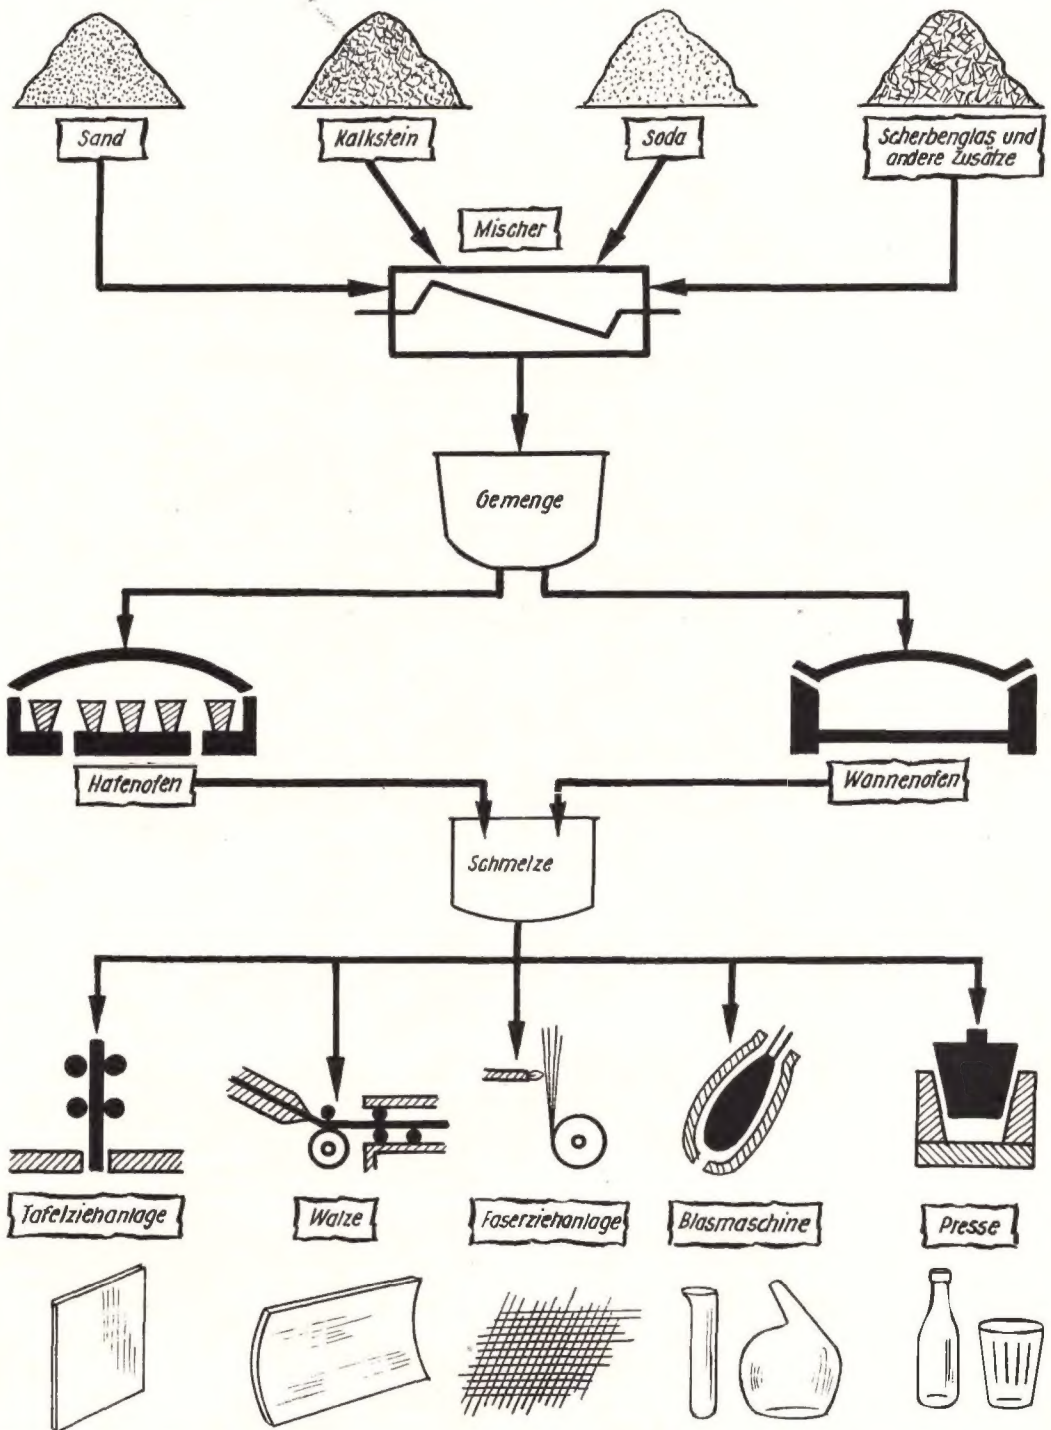 Sand
Kalkstein
Soda
Scherbenglas und
andere Zusätze
Mischer
Gemenge
Hafenofen
Wannenofen
Schmelze
Tafelziehanlage
Walze
Faserziehanlage
Blasmaschine
Presse